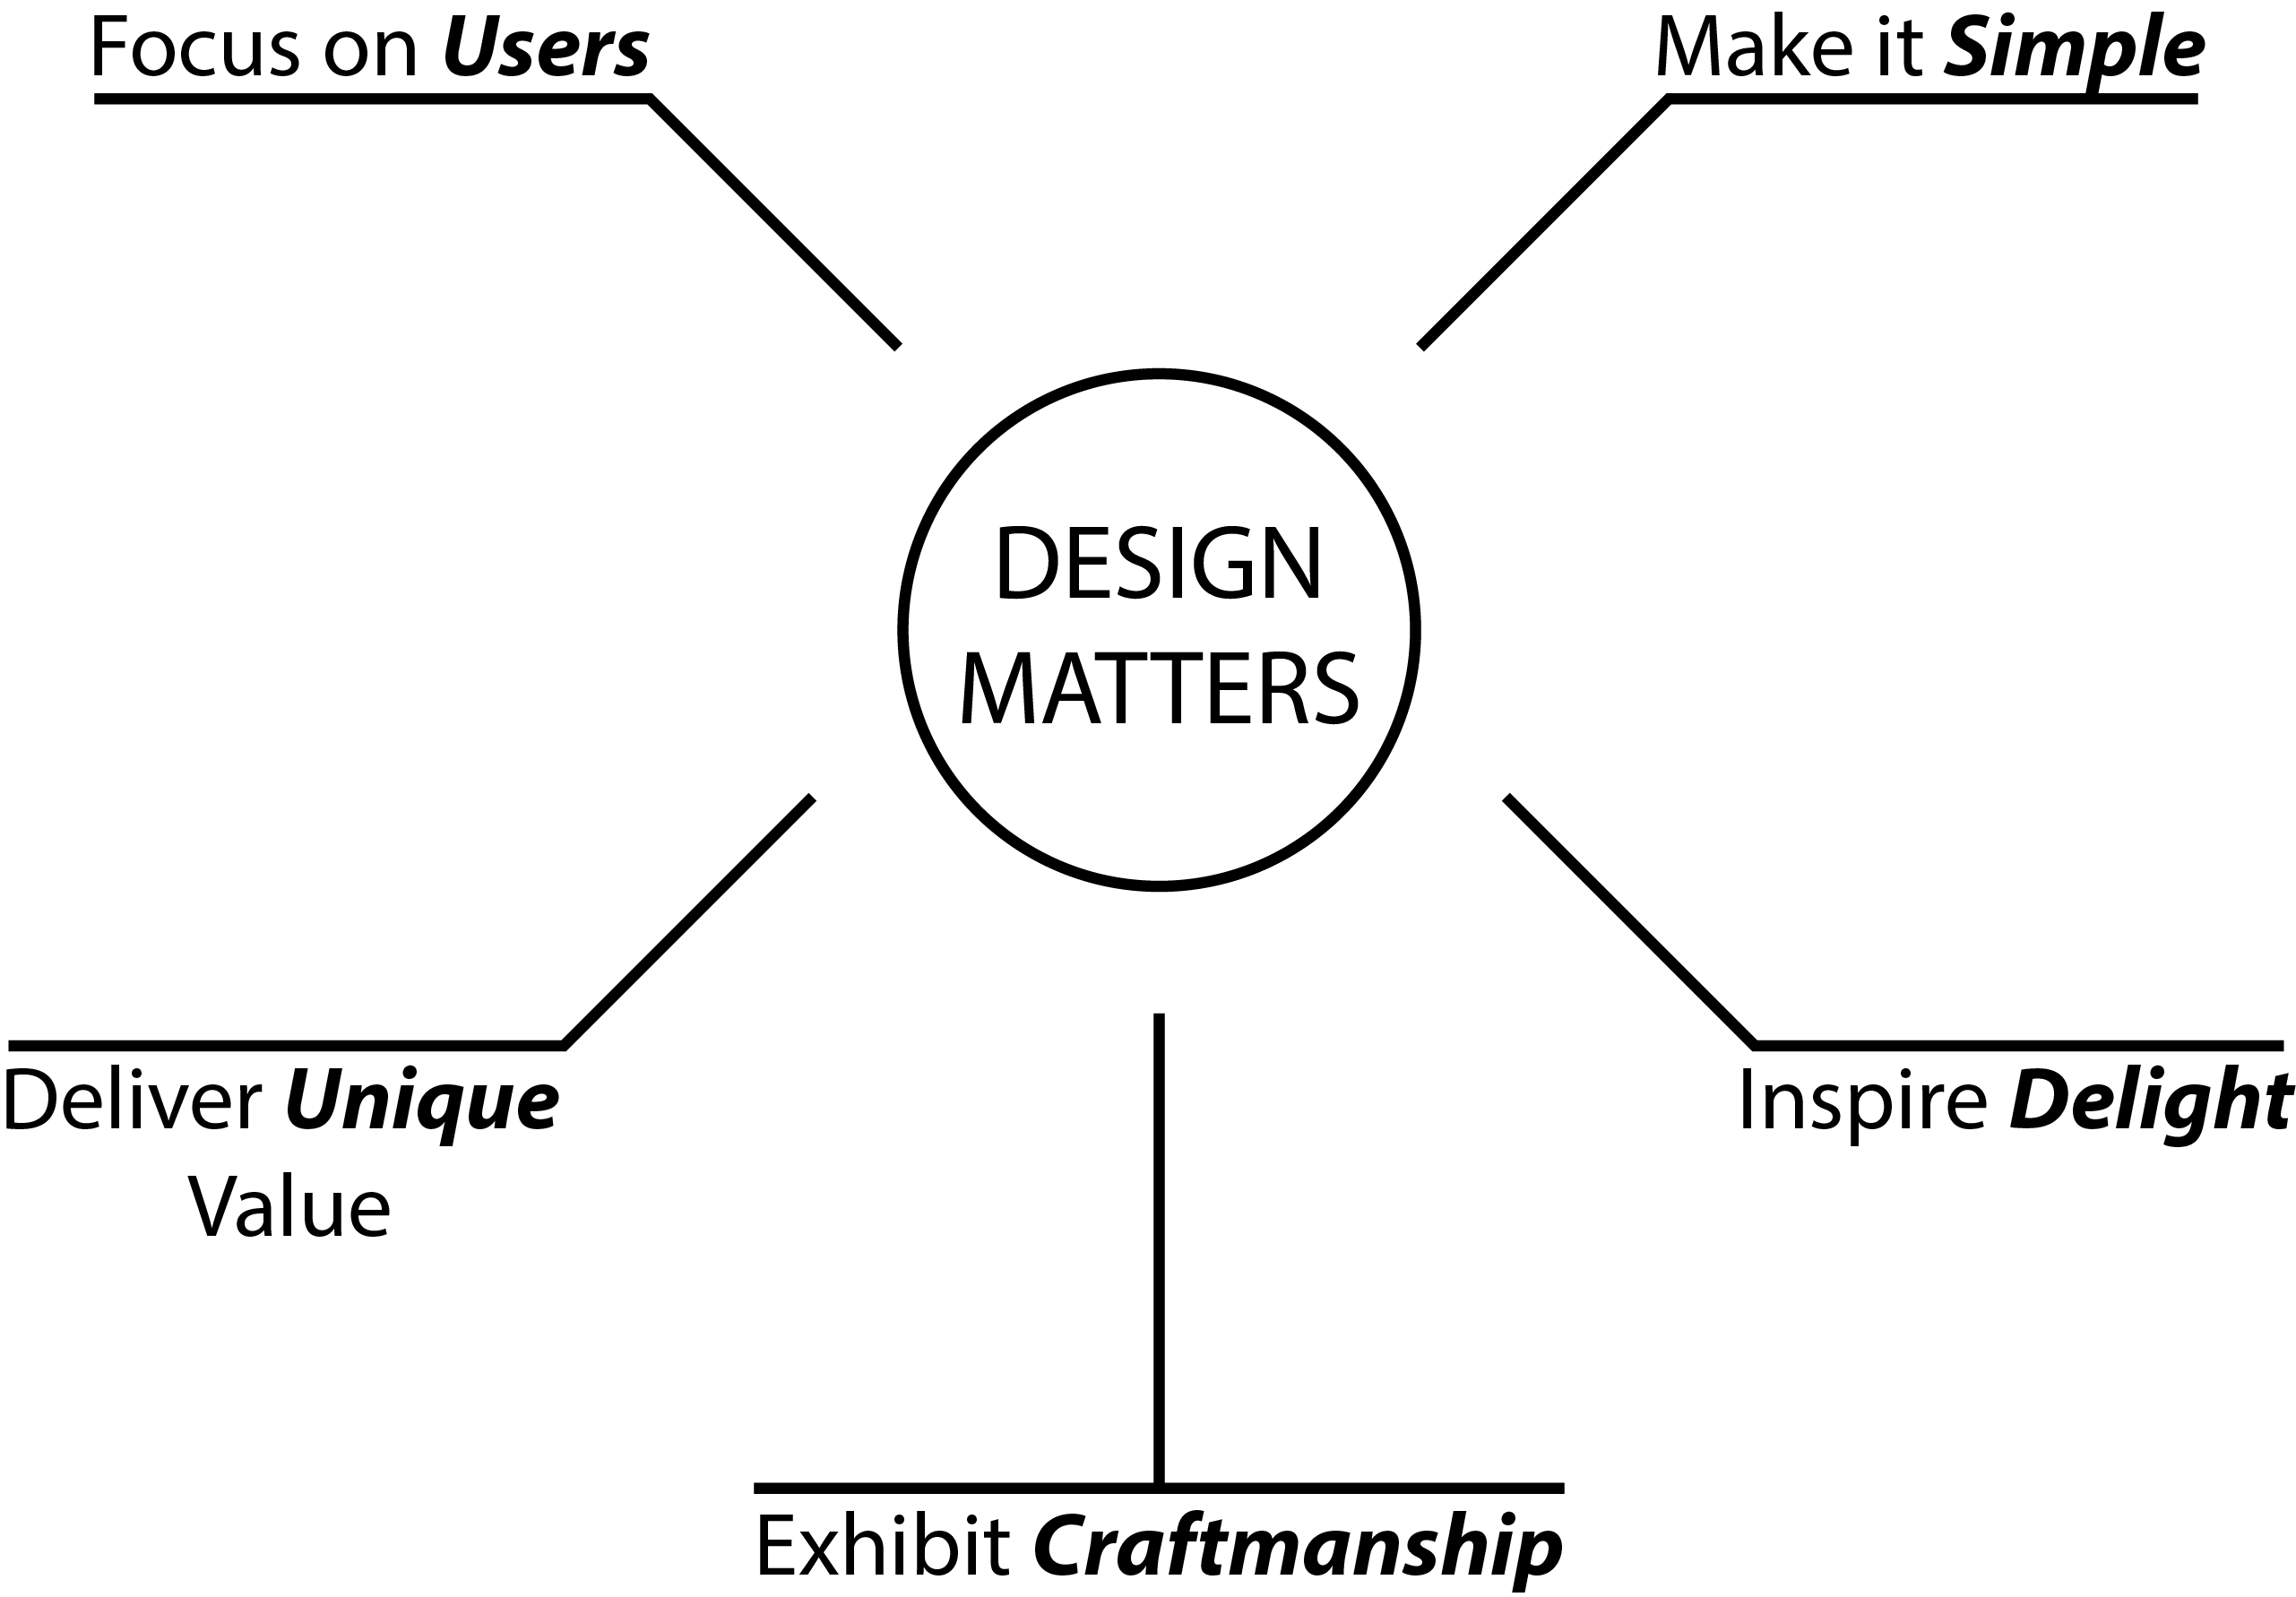 Focus on Users
Make it Simple
DESIGN
MATTERS
Deliver Unique
Value
Inspire Delight
Exhibit Craftmanship